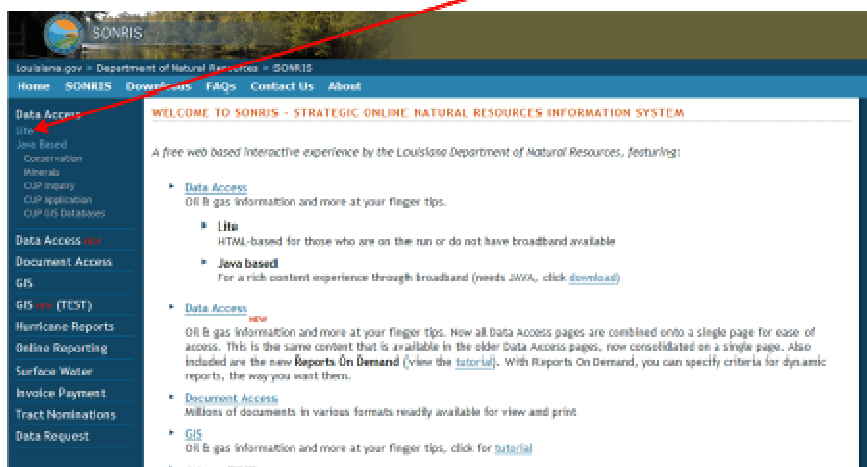 SONRIS
Louisiana.gov > Department of Natural Resources > SONRIS
Home SONRIS Downloads FAQs Contact Us About
Data Access
Lite
Java Based
Conservation
Minerals
CUP Inquiry
CUP Application
CUP GIS Databases
Data Access NEW
Document Access
GIS
GIS NEW (TEST)
Hurricane Reports
Online Reporting
Surface Water
Invoice Payment
Tract Nominations
Data Request
WELCOME TO SONRIS - STRATEGIC ONLINE NATURAL RESOURCES INFORMATION SYSTEM
A free web based interactive experience by the Louisiana Department of Natural Resources, featuring:
Data Access
Oil & gas information and more at your finger tips.
Lite
HTML-based for those who are on the run or do not have broadband available
Java based
For a rich content experience through broadband (needs JAVA, click download)
Data Access NEW
Oil & gas information and more at your finger tips. Now all Data Access pages are combined onto a single page for ease of
access. This is the same content that is available in the older Data Access pages, now consolidated on a single page. Also
included are the new Reports On Demand (view the tutorial). With Reports On Demand, you can specify criteria for dynamic
reports, the way you want them.
Document Access
Millions of documents in various formats readily available for view and print
GIS
Oil & gas information and more at your finger tips, click for tutorial